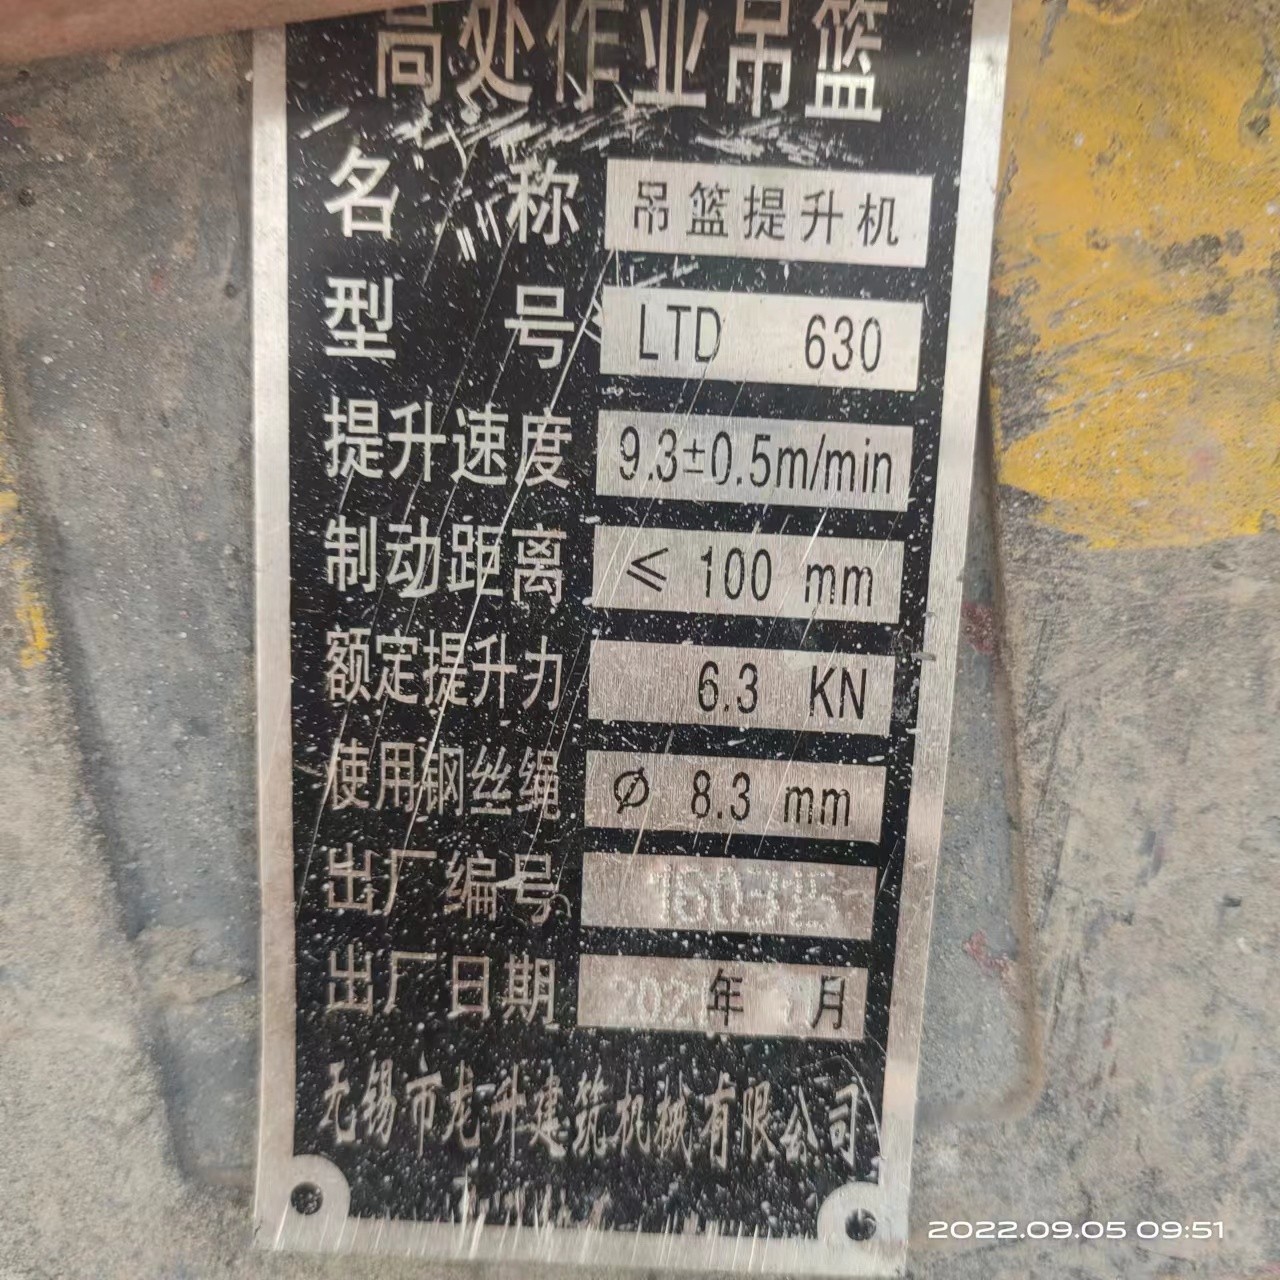 高处作业吊篮
名称 吊篮提升机
型号 LTD 630
提升速度 9.3±0.5m/min
制动距离 ≤ 100 mm
额定提升力 6.3 KN
使用钢丝绳 Ø 8.3 mm
出厂编号
出厂日期 2021年 月
无锡市龙升建筑机械有限公司
2022.09.05 09:51